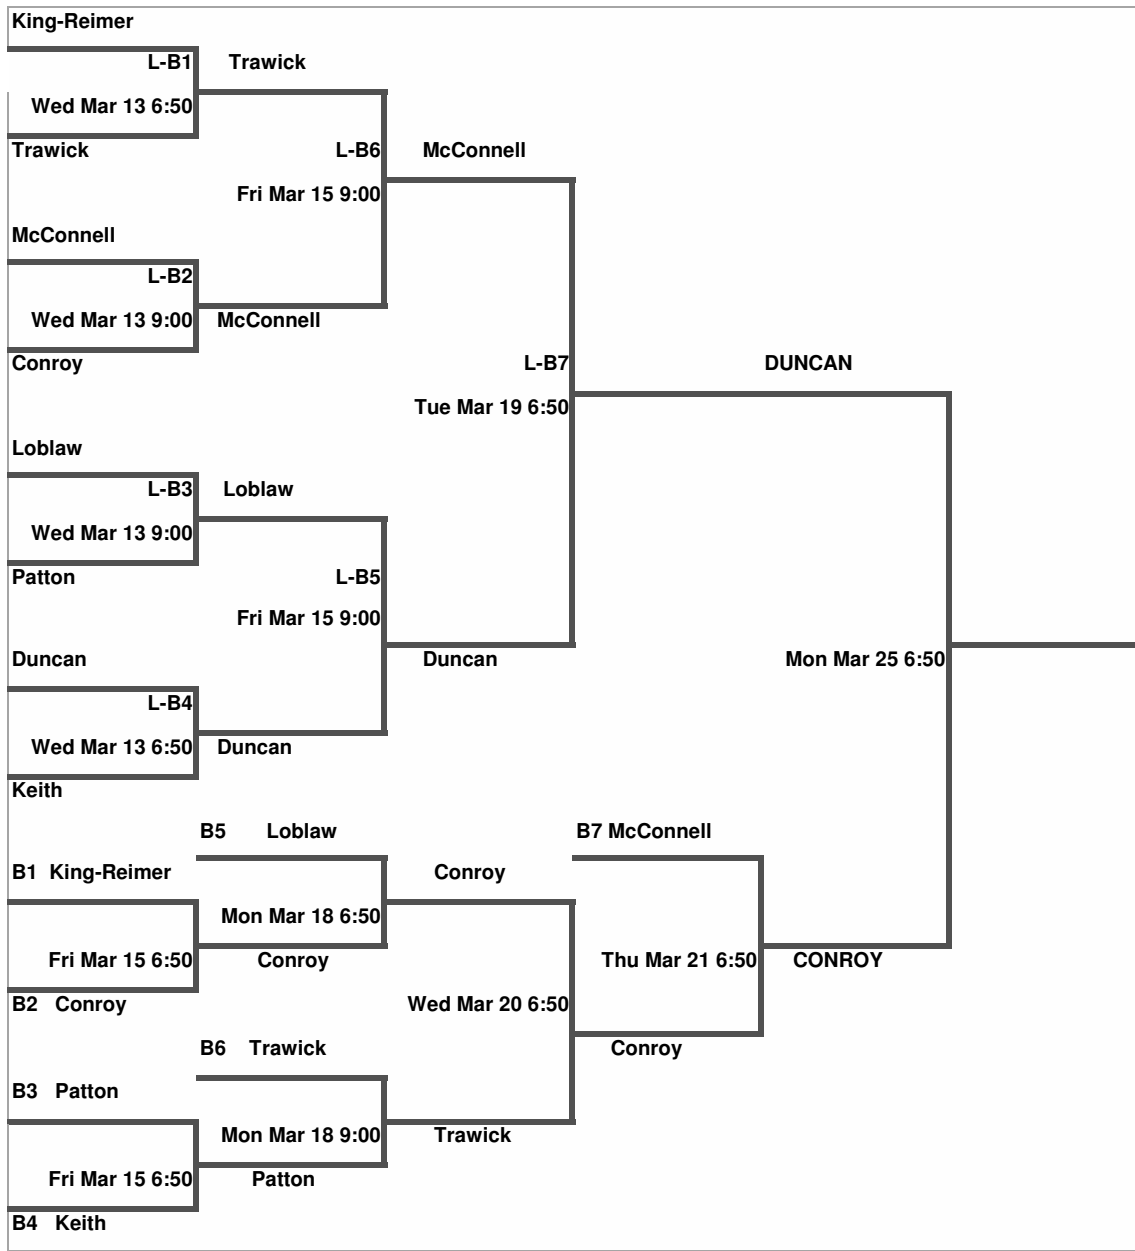 King-Reimer
L-B1 Trawick
Wed Mar 13 6:50
Trawick L-B6 McConnell
Fri Mar 15 9:00
McConnell
L-B2
Wed Mar 13 9:00 McConnell
Conroy L-B7 DUNCAN
Tue Mar 19 6:50
Loblaw
L-B3 Loblaw
Wed Mar 13 9:00
Patton L-B5
Fri Mar 15 9:00
Duncan Duncan Mon Mar 25 6:50
L-B4
Wed Mar 13 6:50 Duncan
Keith
B5 Loblaw B7 McConnell
B1 King-Reimer Conroy
Mon Mar 18 6:50
Fri Mar 15 6:50 Conroy Thu Mar 21 6:50 CONROY
B2 Conroy Wed Mar 20 6:50
B6 Trawick Conroy
B3 Patton
Mon Mar 18 9:00 Trawick
Fri Mar 15 6:50 Patton
B4 Keith